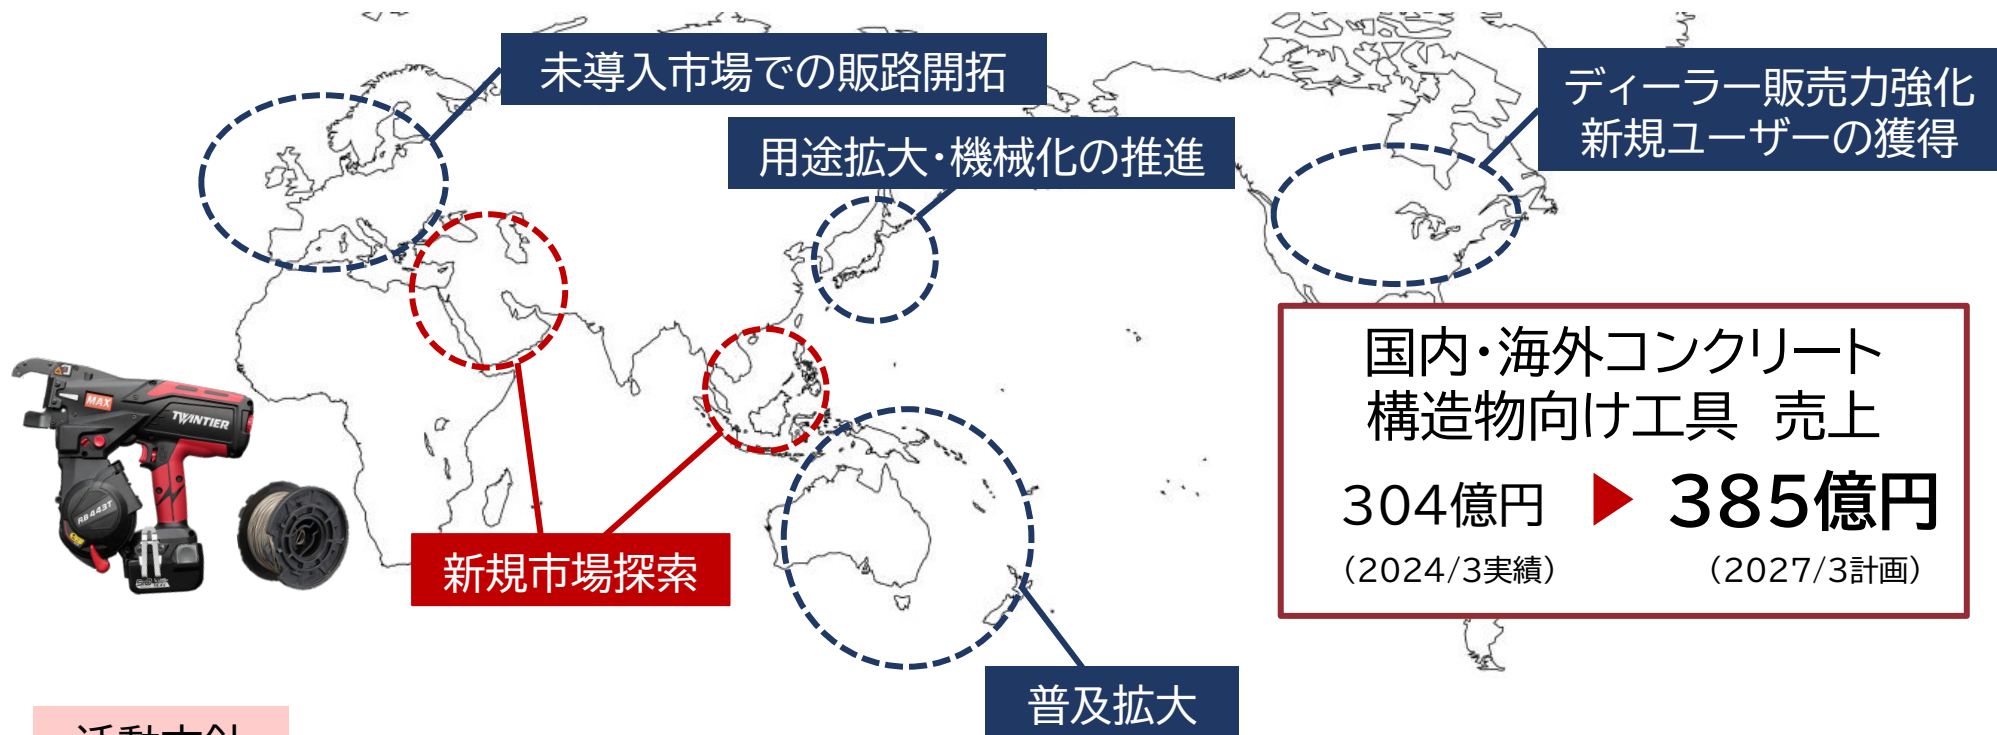 未導入市場での販路開拓
ディーラー販売力強化
新規ユーザーの獲得
用途拡大・機械化の推進
国内・海外コンクリート
構造物向け工具 売上
304億円 ▶ 385億円
(2024/3実績) (2027/3計画)
MAX
TWINTIER
RB443T
新規市場探索
普及拡大